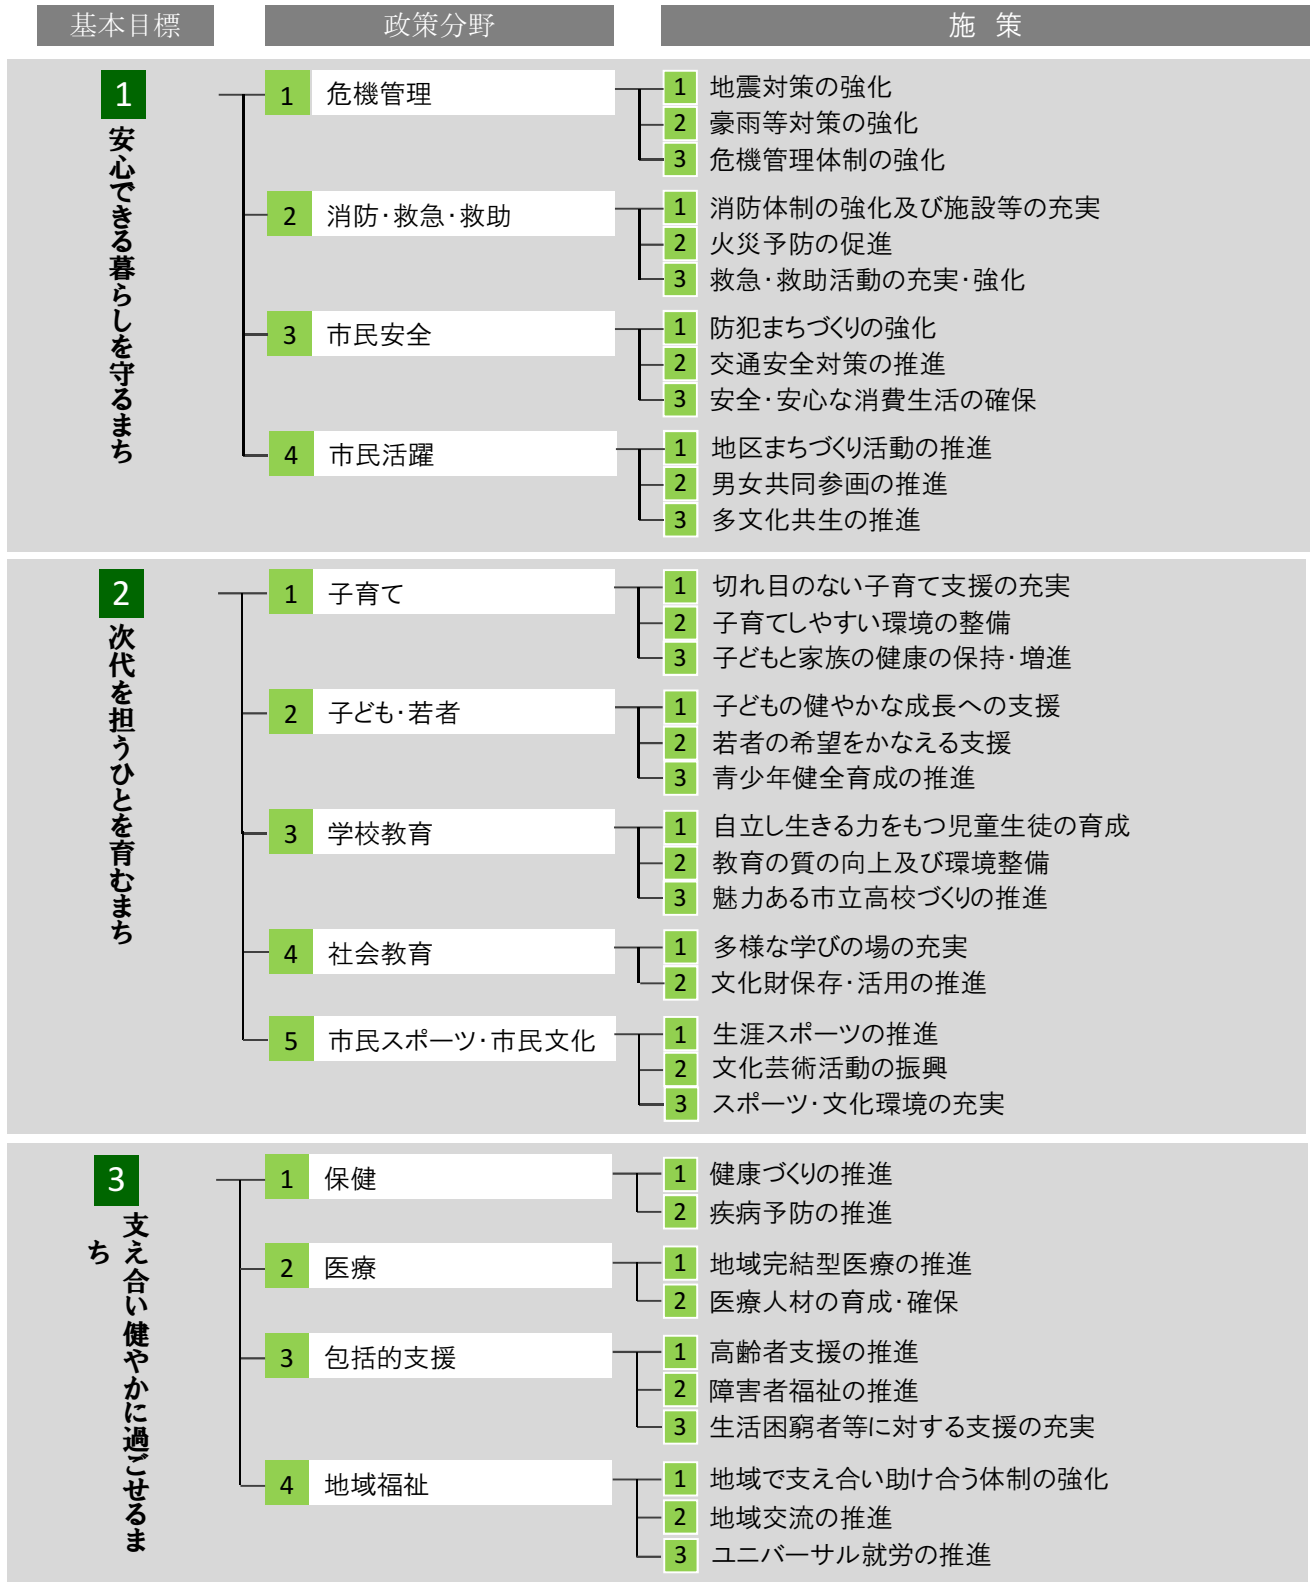 基本目標
政策分野
施 策
1
安心できる暮らしを守るまち
1 危機管理
1 地震対策の強化
2 豪雨等対策の強化
3 危機管理体制の強化
2 消防・救急・救助
1 消防体制の強化及び施設等の充実
2 火災予防の促進
3 救急・救助活動の充実・強化
3 市民安全
1 防犯まちづくりの強化
2 交通安全対策の推進
3 安全・安心な消費生活の確保
4 市民活躍
1 地区まちづくり活動の推進
2 男女共同参画の推進
3 多文化共生の推進
2
次代を担うひとを育むまち
1 子育て
1 切れ目のない子育て支援の充実
2 子育てしやすい環境の整備
3 子どもと家族の健康の保持・増進
2 子ども・若者
1 子どもの健やかな成長への支援
2 若者の希望をかなえる支援
3 青少年健全育成の推進
3 学校教育
1 自立し生きる力をもつ児童生徒の育成
2 教育の質の向上及び環境整備
3 魅力ある市立高校づくりの推進
4 社会教育
1 多様な学びの場の充実
2 文化財保存・活用の推進
5 市民スポーツ・市民文化
1 生涯スポーツの推進
2 文化芸術活動の振興
3 スポーツ・文化環境の充実
3
支え合い健やかに過ごせるま
ち
1 保健
1 健康づくりの推進
2 疾病予防の推進
2 医療
1 地域完結型医療の推進
2 医療人材の育成・確保
3 包括的支援
1 高齢者支援の推進
2 障害者福祉の推進
3 生活困窮者等に対する支援の充実
4 地域福祉
1 地域で支え合い助け合う体制の強化
2 地域交流の推進
3 ユニバーサル就労の推進